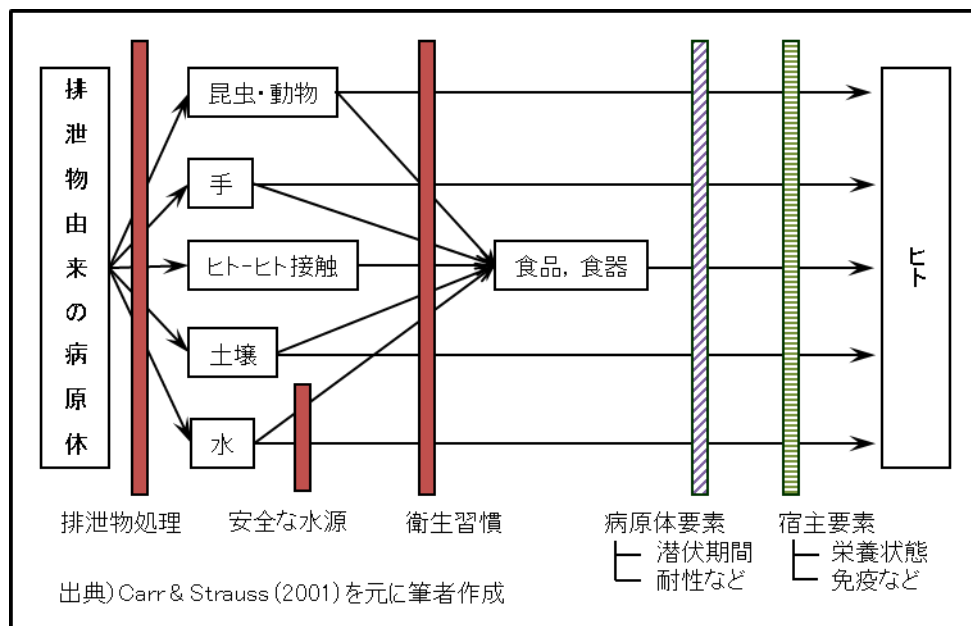 排泄物由来の病原体
昆虫・動物
手
ヒト-ヒト接触
土壌
水
食品，食器
ヒト
排泄物処理
安全な水源
衛生習慣
病原体要素
潜伏期間
耐性など
宿主要素
栄養状態
免疫など
出典）Carr & Strauss (2001)を元に筆者作成